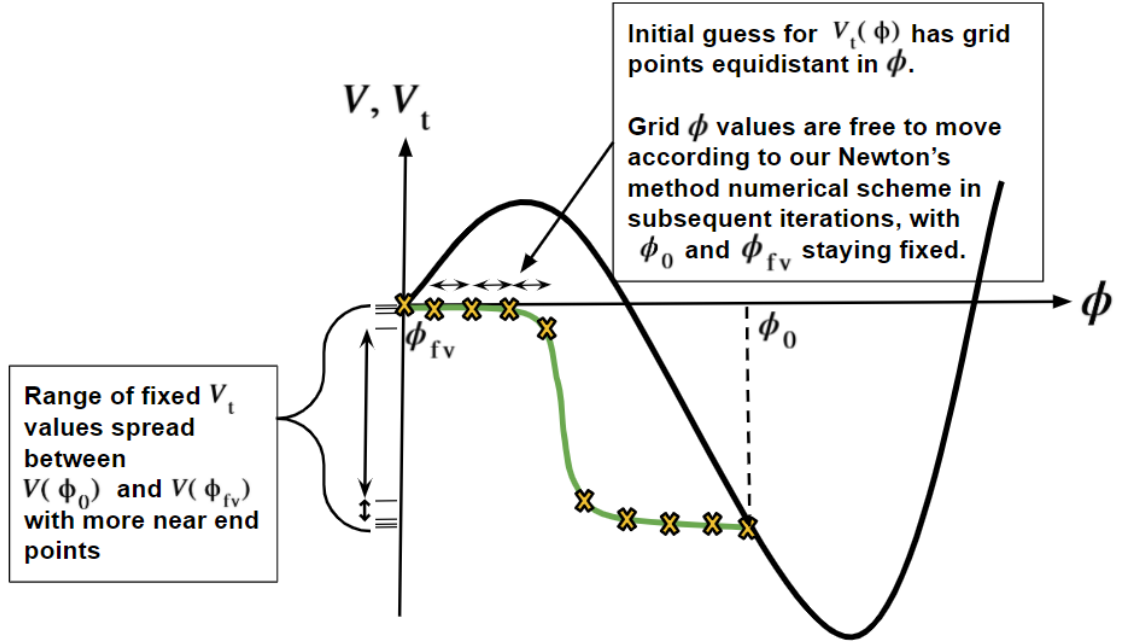 Initial guess for V_t(ϕ) has grid
points equidistant in ϕ.
Grid ϕ values are free to move
according to our Newton's
method numerical scheme in
subsequent iterations, with
ϕ_0 and ϕ_fv staying fixed.
V, V_t
ϕ
ϕ_fv
ϕ_0
Range of fixed V_t
values spread
between
V(ϕ_0) and V(ϕ_fv)
with more near end
points